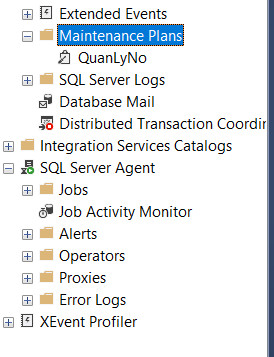 Extended Events
Maintenance Plans
QuanLyNo
SQL Server Logs
Database Mail
Distributed Transaction Coordin
Integration Services Catalogs
SQL Server Agent
Jobs
Job Activity Monitor
Alerts
Operators
Proxies
Error Logs
XEvent Profiler